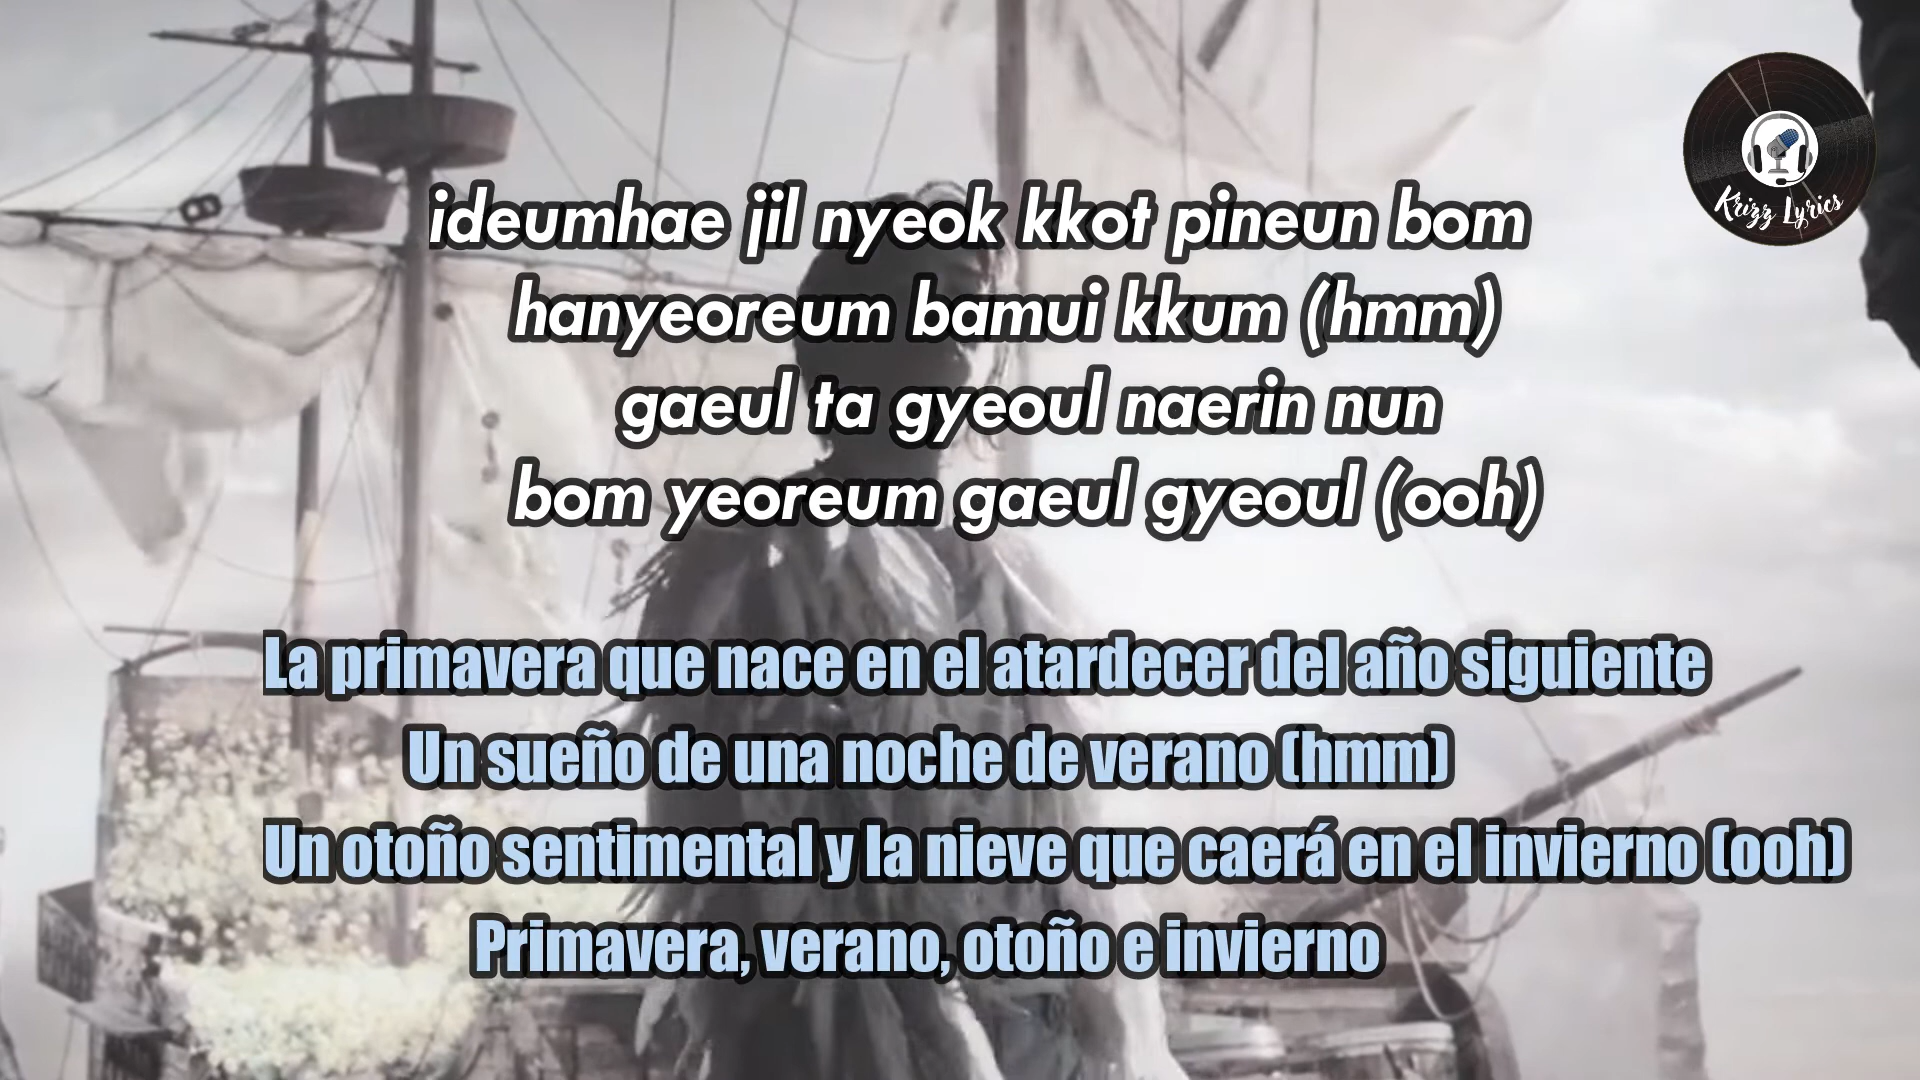 Krizz Lyrics
ideumhae jil nyeok kkot pineun bom
hanyeoreum bamui kkum (hmm)
gaeul ta gyeoul naerin nun
bom yeoreum gaeul gyeoul (ooh)
La primavera que nace en el atardecer del año siguiente
Un sueño de una noche de verano (hmm)
Un otoño sentimental y la nieve que caerá en el invierno (ooh)
Primavera, verano, otoño e invierno